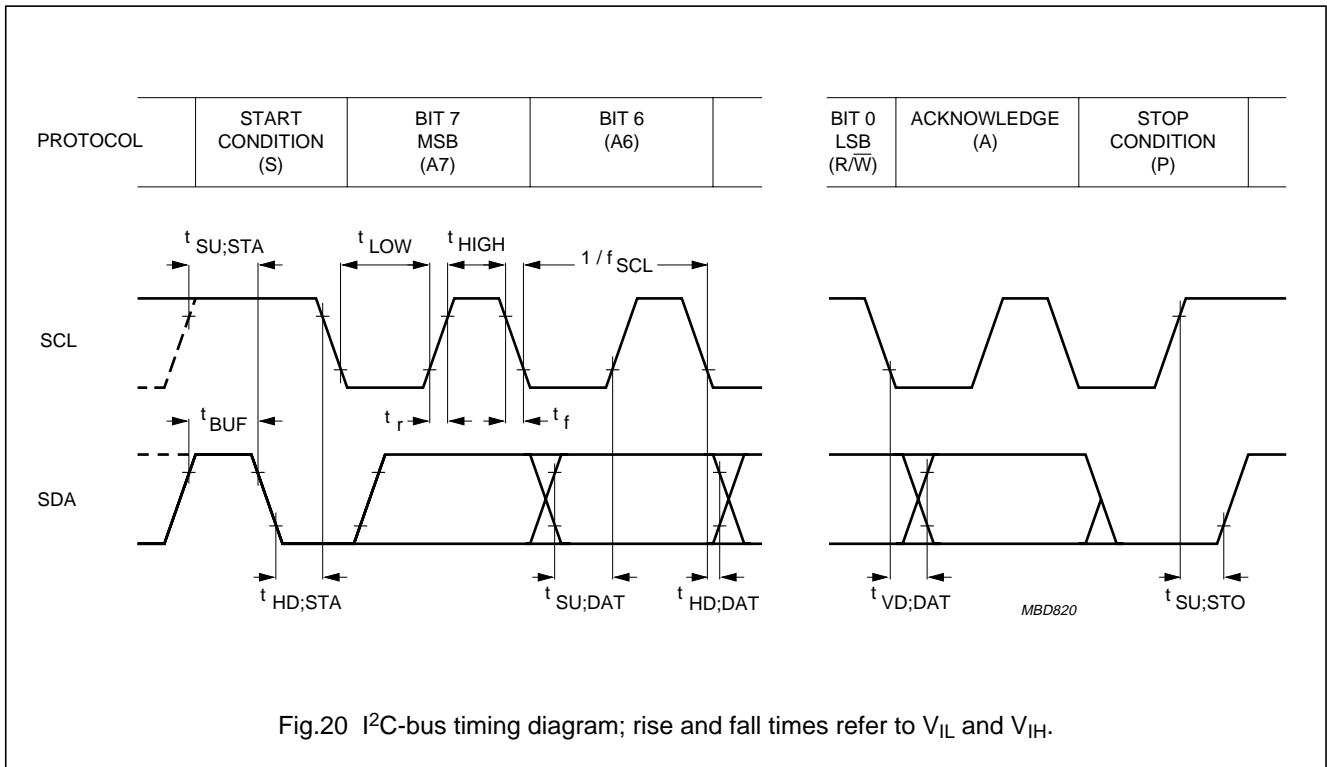 PROTOCOL
START
CONDITION
(S)
BIT 7
MSB
(A7)
BIT 6
(A6)
BIT 0
LSB
(R/W̅)
ACKNOWLEDGE
(A)
STOP
CONDITION
(P)
t SU;STA
t LOW
t HIGH
1 / f SCL
SCL
t BUF
t r
t f
SDA
t HD;STA
t SU;DAT
t HD;DAT
t VD;DAT
MBD820
t SU;STO
Fig.20 I²C-bus timing diagram; rise and fall times refer to VIL and VIH.